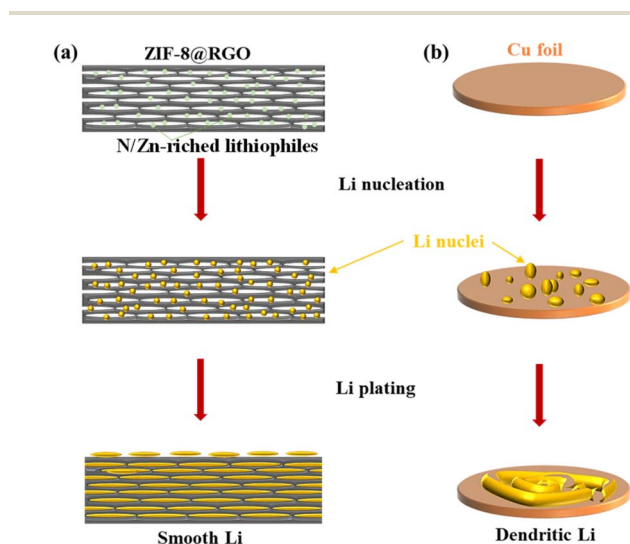 (a)
ZIF-8@RGO
N/Zn-riched lithiophiles
(b)
Cu foil
Li nucleation
Li nuclei
Li plating
Smooth Li
Dendritic Li